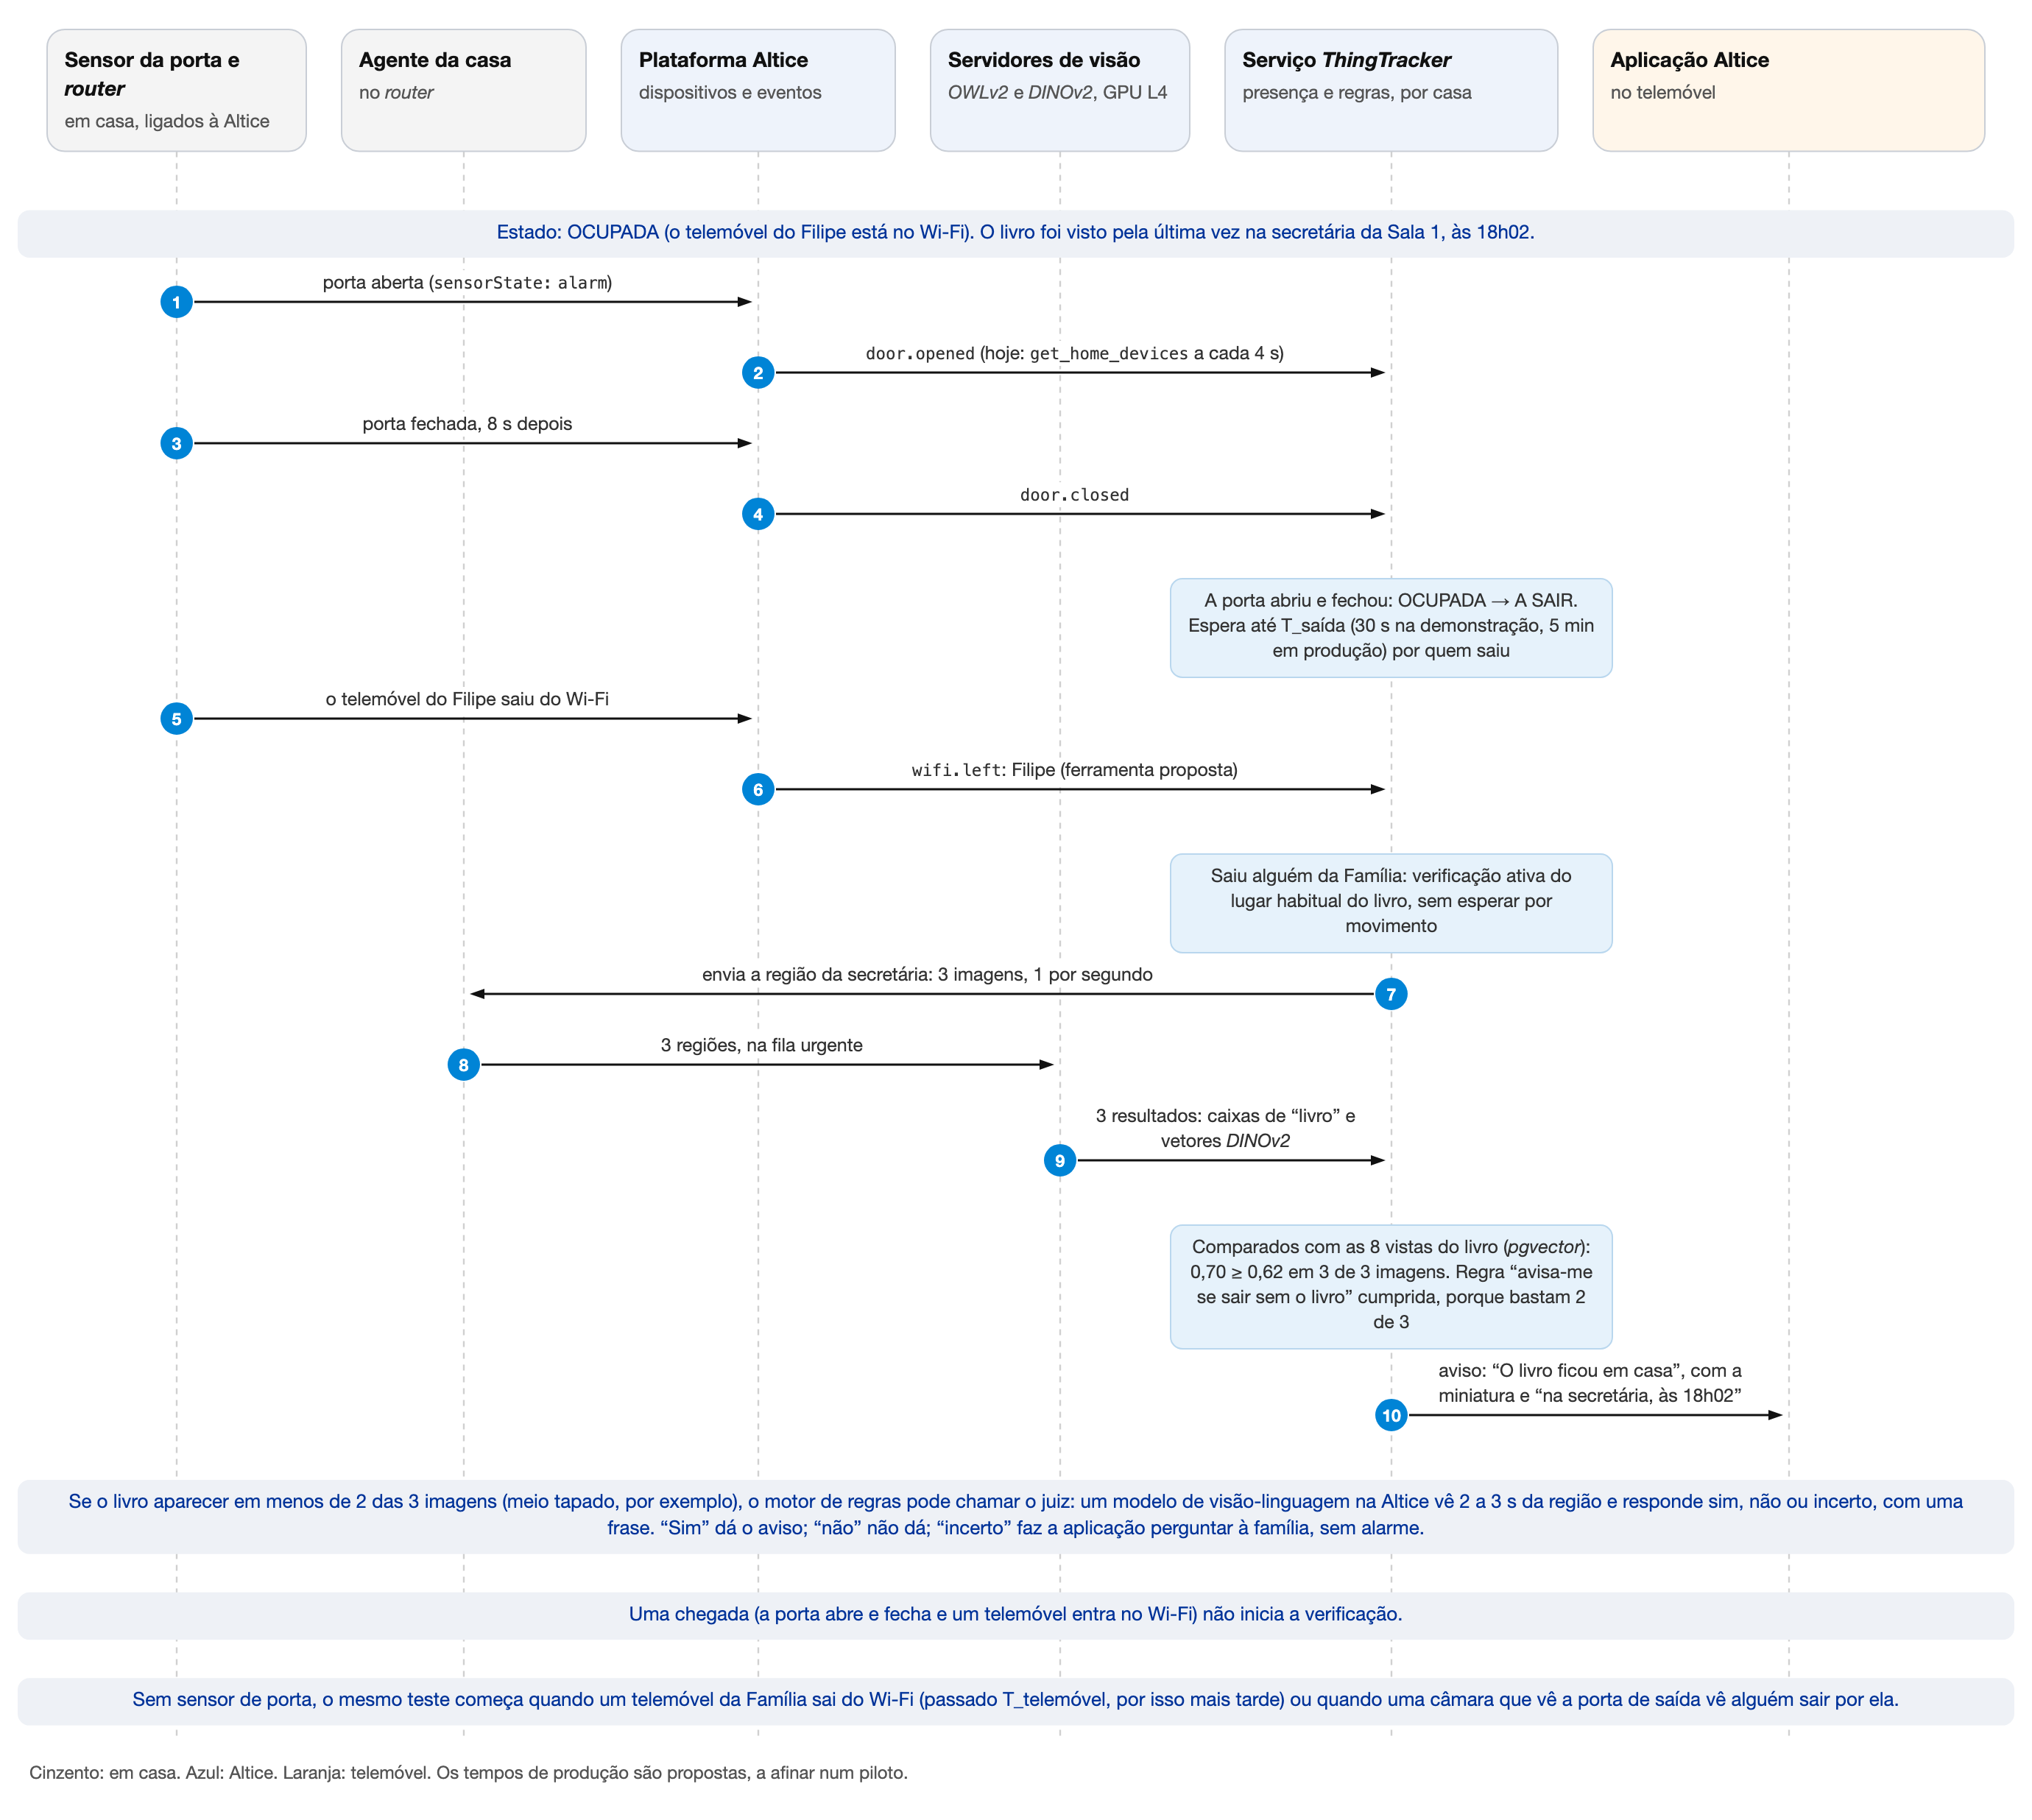 Sensor da porta e
router
em casa, ligados à Altice
Agente da casa
no router
Plataforma Altice
dispositivos e eventos
Servidores de visão
OWLv2 e DINOv2, GPU L4
Serviço ThingTracker
presença e regras, por casa
Aplicação Altice
no telemóvel
Estado: OCUPADA (o telemóvel do Filipe está no Wi-Fi). O livro foi visto pela última vez na secretária da Sala 1, às 18h02.
porta aberta (sensorState: alarm)
1
door.opened (hoje: get_home_devices a cada 4 s)
2
porta fechada, 8 s depois
3
door.closed
4
A porta abriu e fechou: OCUPADA → A SAIR.
Espera até T_saída (30 s na demonstração, 5 min
em produção) por quem saiu
o telemóvel do Filipe saiu do Wi-Fi
5
wifi.left: Filipe (ferramenta proposta)
6
Saiu alguém da Família: verificação ativa do
lugar habitual do livro, sem esperar por
movimento
envia a região da secretária: 3 imagens, 1 por segundo
7
3 regiões, na fila urgente
8
3 resultados: caixas de “livro” e
vetores DINOv2
9
Comparados com as 8 vistas do livro (pgvector):
0,70 ≥ 0,62 em 3 de 3 imagens. Regra “avisa-me
se sair sem o livro” cumprida, porque bastam 2
de 3
aviso: “O livro ficou em casa”, com a
miniatura e “na secretária, às 18h02”
10
Se o livro aparecer em menos de 2 das 3 imagens (meio tapado, por exemplo), o motor de regras pode chamar o juiz: um modelo de visão-linguagem na Altice vê 2 a 3 s da região e responde sim, não ou incerto, com uma
frase. “Sim” dá o aviso; “não” não dá; “incerto” faz a aplicação perguntar à família, sem alarme.
Uma chegada (a porta abre e fecha e um telemóvel entra no Wi-Fi) não inicia a verificação.
Sem sensor de porta, o mesmo teste começa quando um telemóvel da Família sai do Wi-Fi (passado T_telemóvel, por isso mais tarde) ou quando uma câmara que vê a porta de saída vê alguém sair por ela.
Cinzento: em casa. Azul: Altice. Laranja: telemóvel. Os tempos de produção são propostas, a afinar num piloto.